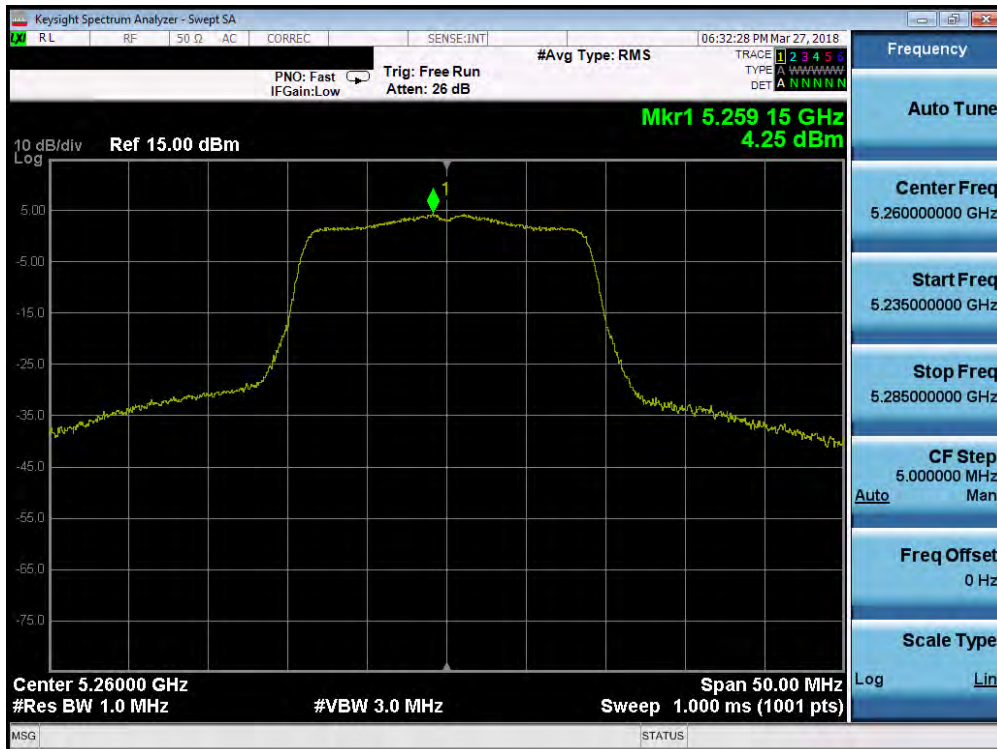 Keysight Spectrum Analyzer - Swept SA
LXI RL RF 50 Ω AC CORREC SENSE:INT 06:32:28 PM Mar 27, 2018
#Avg Type: RMS
TRACE 1 2 3 4 5 6
PNO: Fast Trig: Free Run
TYPE A WWWWW
IFGain:Low Atten: 26 dB
DET A N N N N N
Mkr1 5.259 15 GHz
4.25 dBm
10 dB/div Ref 15.00 dBm
Log
1
5.00
-5.00
-15.0
-25.0
-35.0
-45.0
-55.0
-65.0
-75.0
Center 5.26000 GHz Span 50.00 MHz
#Res BW 1.0 MHz #VBW 3.0 MHz Sweep 1.000 ms (1001 pts)
MSG STATUS
Frequency
Auto Tune
Center Freq
5.260000000 GHz
Start Freq
5.235000000 GHz
Stop Freq
5.285000000 GHz
CF Step
5.000000 MHz
Auto Man
Freq Offset
0 Hz
Scale Type
Log Lin